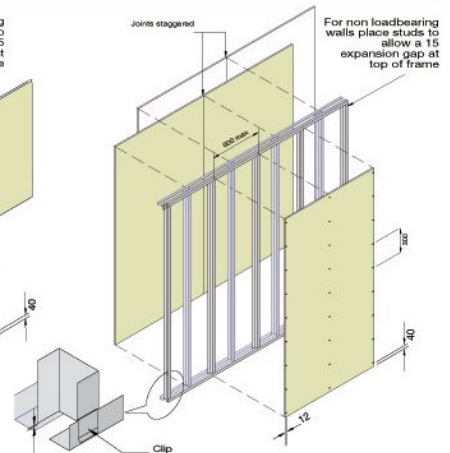 Joints staggered
For non loadbearing
walls place studs to
allow a 15
expansion gap at
top of frame
600 max
300
40
40
12
Clip